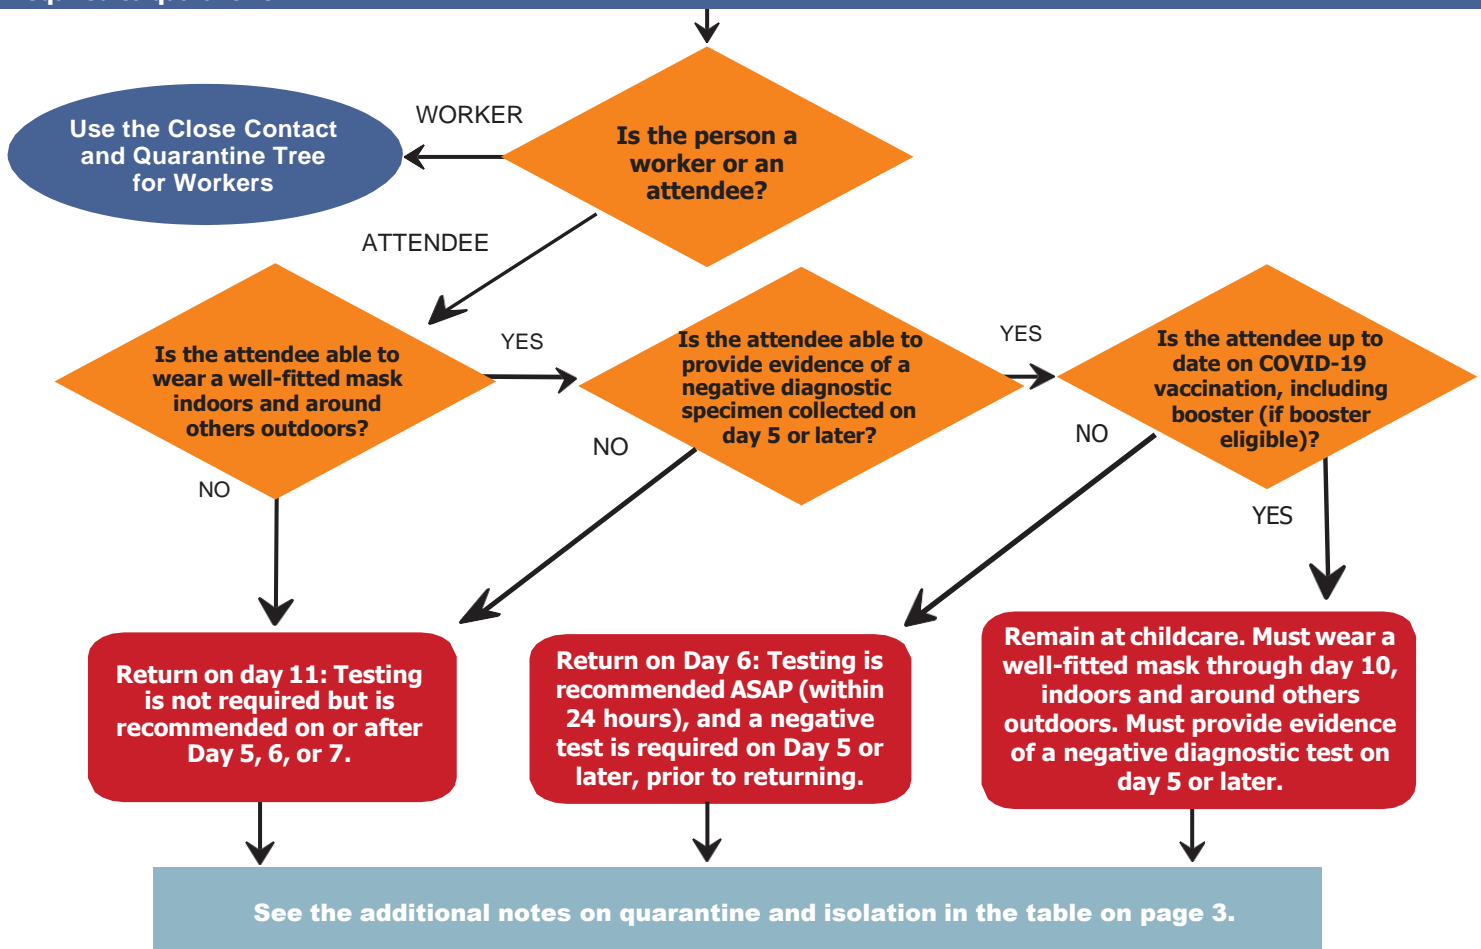 WORKER
Use the Close Contact
and Quarantine Tree
for Workers
Is the person a
worker or an
attendee?
ATTENDEE
Is the attendee able to
wear a well-fitted mask
indoors and around
others outdoors?
YES
NO
Is the attendee able to
provide evidence of a
negative diagnostic
specimen collected on
day 5 or later?
YES
NO
Is the attendee up to
date on COVID-19
vaccination, including
booster (if booster
eligible)?
NO
YES
Return on day 11: Testing
is not required but is
recommended on or after
Day 5, 6, or 7.
Return on Day 6: Testing is
recommended ASAP (within
24 hours), and a negative
test is required on Day 5 or
later, prior to returning.
Remain at childcare. Must wear a
well-fitted mask through day 10,
indoors and around others
outdoors. Must provide evidence
of a negative diagnostic test on
day 5 or later.
See the additional notes on quarantine and isolation in the table on page 3.